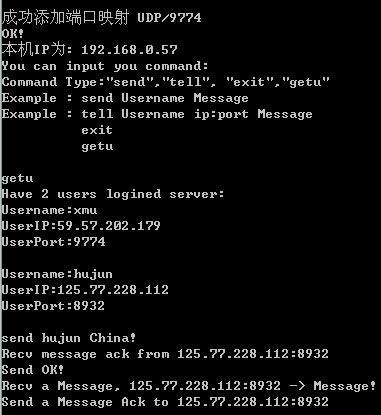 成功添加端口映射 UDP/9774
OK!
本机IP为: 192.168.0.57
You can input you command:
Command Type:"send","tell", "exit","getu"
Example : send Username Message
Example : tell Username ip:port Message
exit
getu
getu
Have 2 users logined server:
Username:xmu
UserIP:59.57.202.179
UserPort:9774
Username:hujun
UserIP:125.77.228.112
UserPort:8932
send hujun China!
Recv message ack from 125.77.228.112:8932
Send OK!
Recv a Message, 125.77.228.112:8932 -> Message!
Send a Message Ack to 125.77.228.112:8932